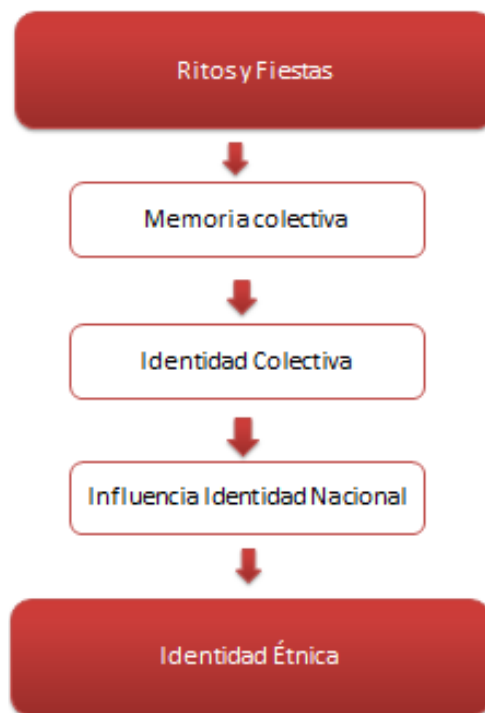 Ritos y Fiestas
Memoria colectiva
Identidad Colectiva
Influencia Identidad Nacional
Identidad Étnica